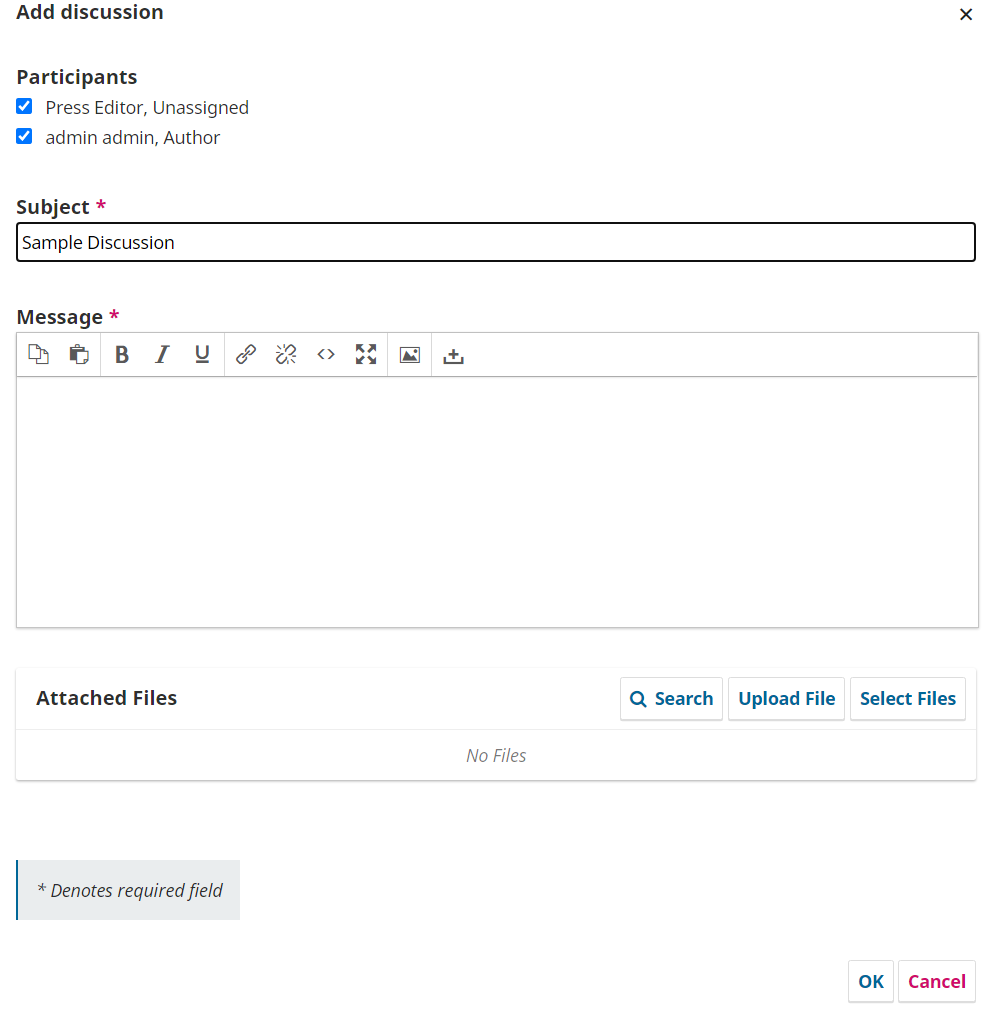 Add discussion
Participants
Press Editor, Unassigned
admin admin, Author
Subject *
Sample Discussion
Message *
B I U
Attached Files Search Upload File Select Files
No Files
* Denotes required field
OK Cancel